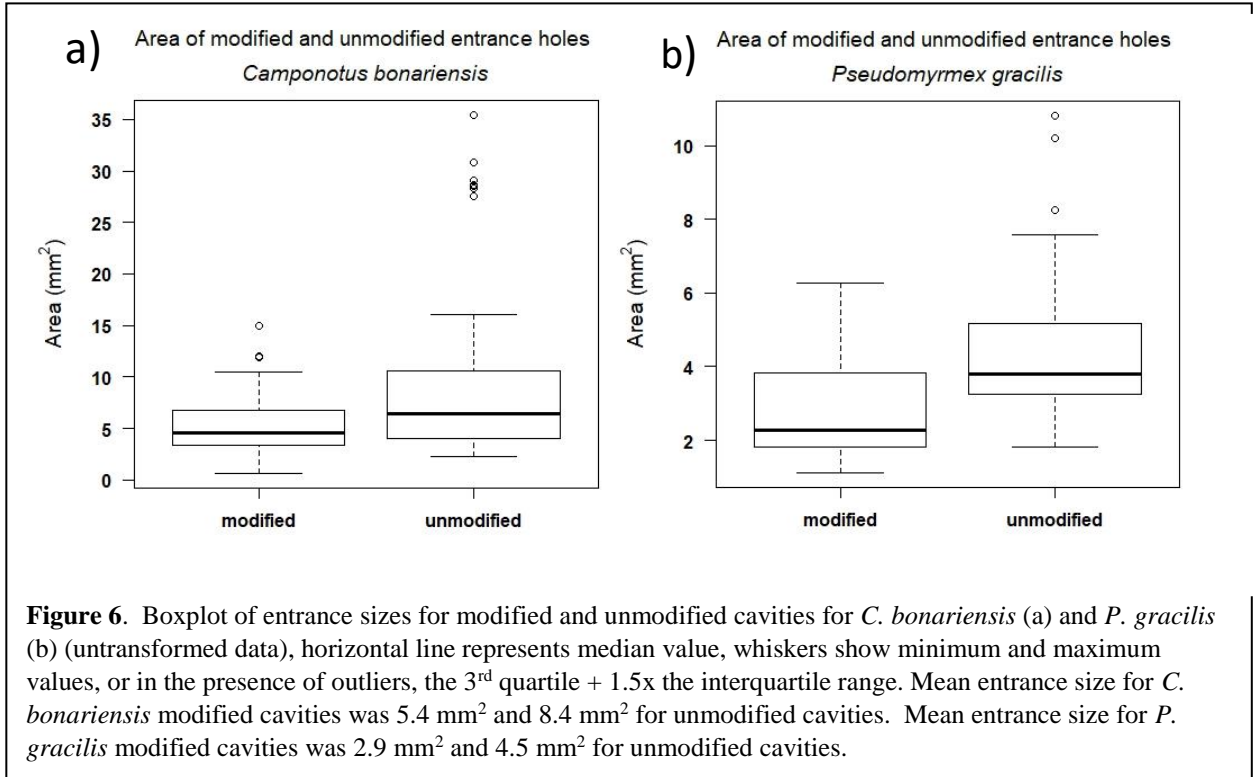 a)
Area of modified and unmodified entrance holes
Camponotus bonariensis
Area (mm²)
35
30
25
20
15
10
5
0
modified
unmodified
b)
Area of modified and unmodified entrance holes
Pseudomyrmex gracilis
Area (mm²)
10
8
6
4
2
modified
unmodified
Figure 6. Boxplot of entrance sizes for modified and unmodified cavities for C. bonariensis (a) and P. gracilis
(b) (untransformed data), horizontal line represents median value, whiskers show minimum and maximum
values, or in the presence of outliers, the 3rd quartile + 1.5x the interquartile range. Mean entrance size for C.
bonariensis modified cavities was 5.4 mm² and 8.4 mm² for unmodified cavities. Mean entrance size for P.
gracilis modified cavities was 2.9 mm² and 4.5 mm² for unmodified cavities.